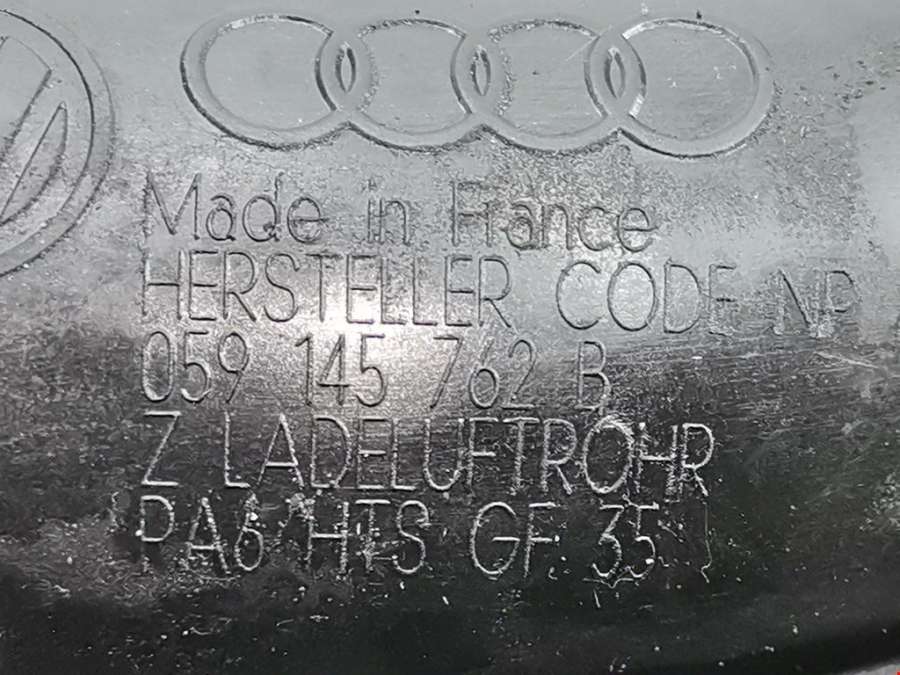 Made in France
HERSTELLER CODE NP
059 145 762 B
Z LADELUFTROHR
PA6 HTS GF 35